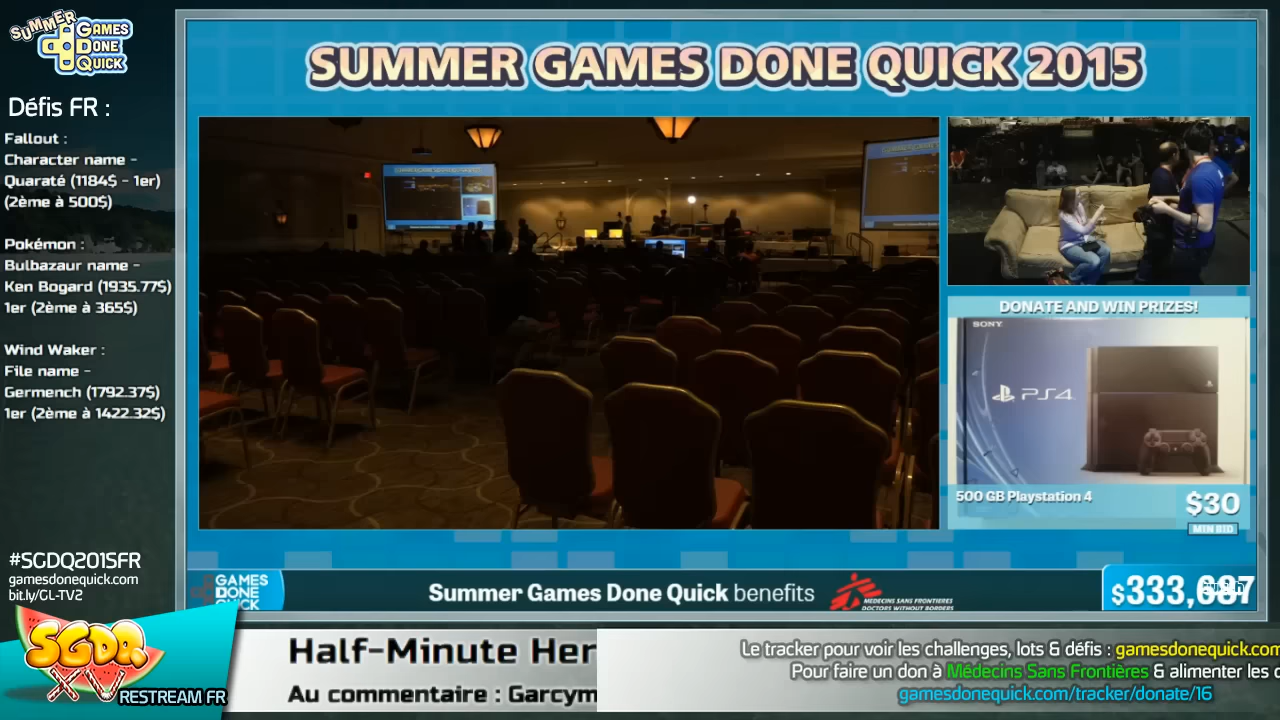 SUMMER
GAMES
DONE
QUICK
Défis FR :
Fallout :
Character name -
Quaraté (1184$ - 1er)
(2ème à 500$)
Pokémon :
Bulbazaur name -
Ken Bogard (1935.77$)
1er (2ème à 365$)
Wind Waker :
File name -
Germench (1792.37$)
1er (2ème à 1422.32$)
#SGDQ2015FR
gamesdonequick.com
bit.ly/GL-TV2
SGDQ
XV
RESTREAM FR
SUMMER GAMES DONE QUICK 2015
DONATE AND WIN PRIZES!
SONY
PS4
500 GB Playstation 4
$30
MIN BID
GAMES
DONE
QUICK
Summer Games Done Quick benefits
MEDECINS SANS FRONTIERES
DOCTORS WITHOUT BORDERS
$333,687
Half-Minute Her
Au commentaire : Garcym
Le tracker pour voir les challenges, lots & défis : gamesdonequick.com
Pour faire un don à Médecins Sans Frontières & alimenter les d
gamesdonequick.com/tracker/donate/16